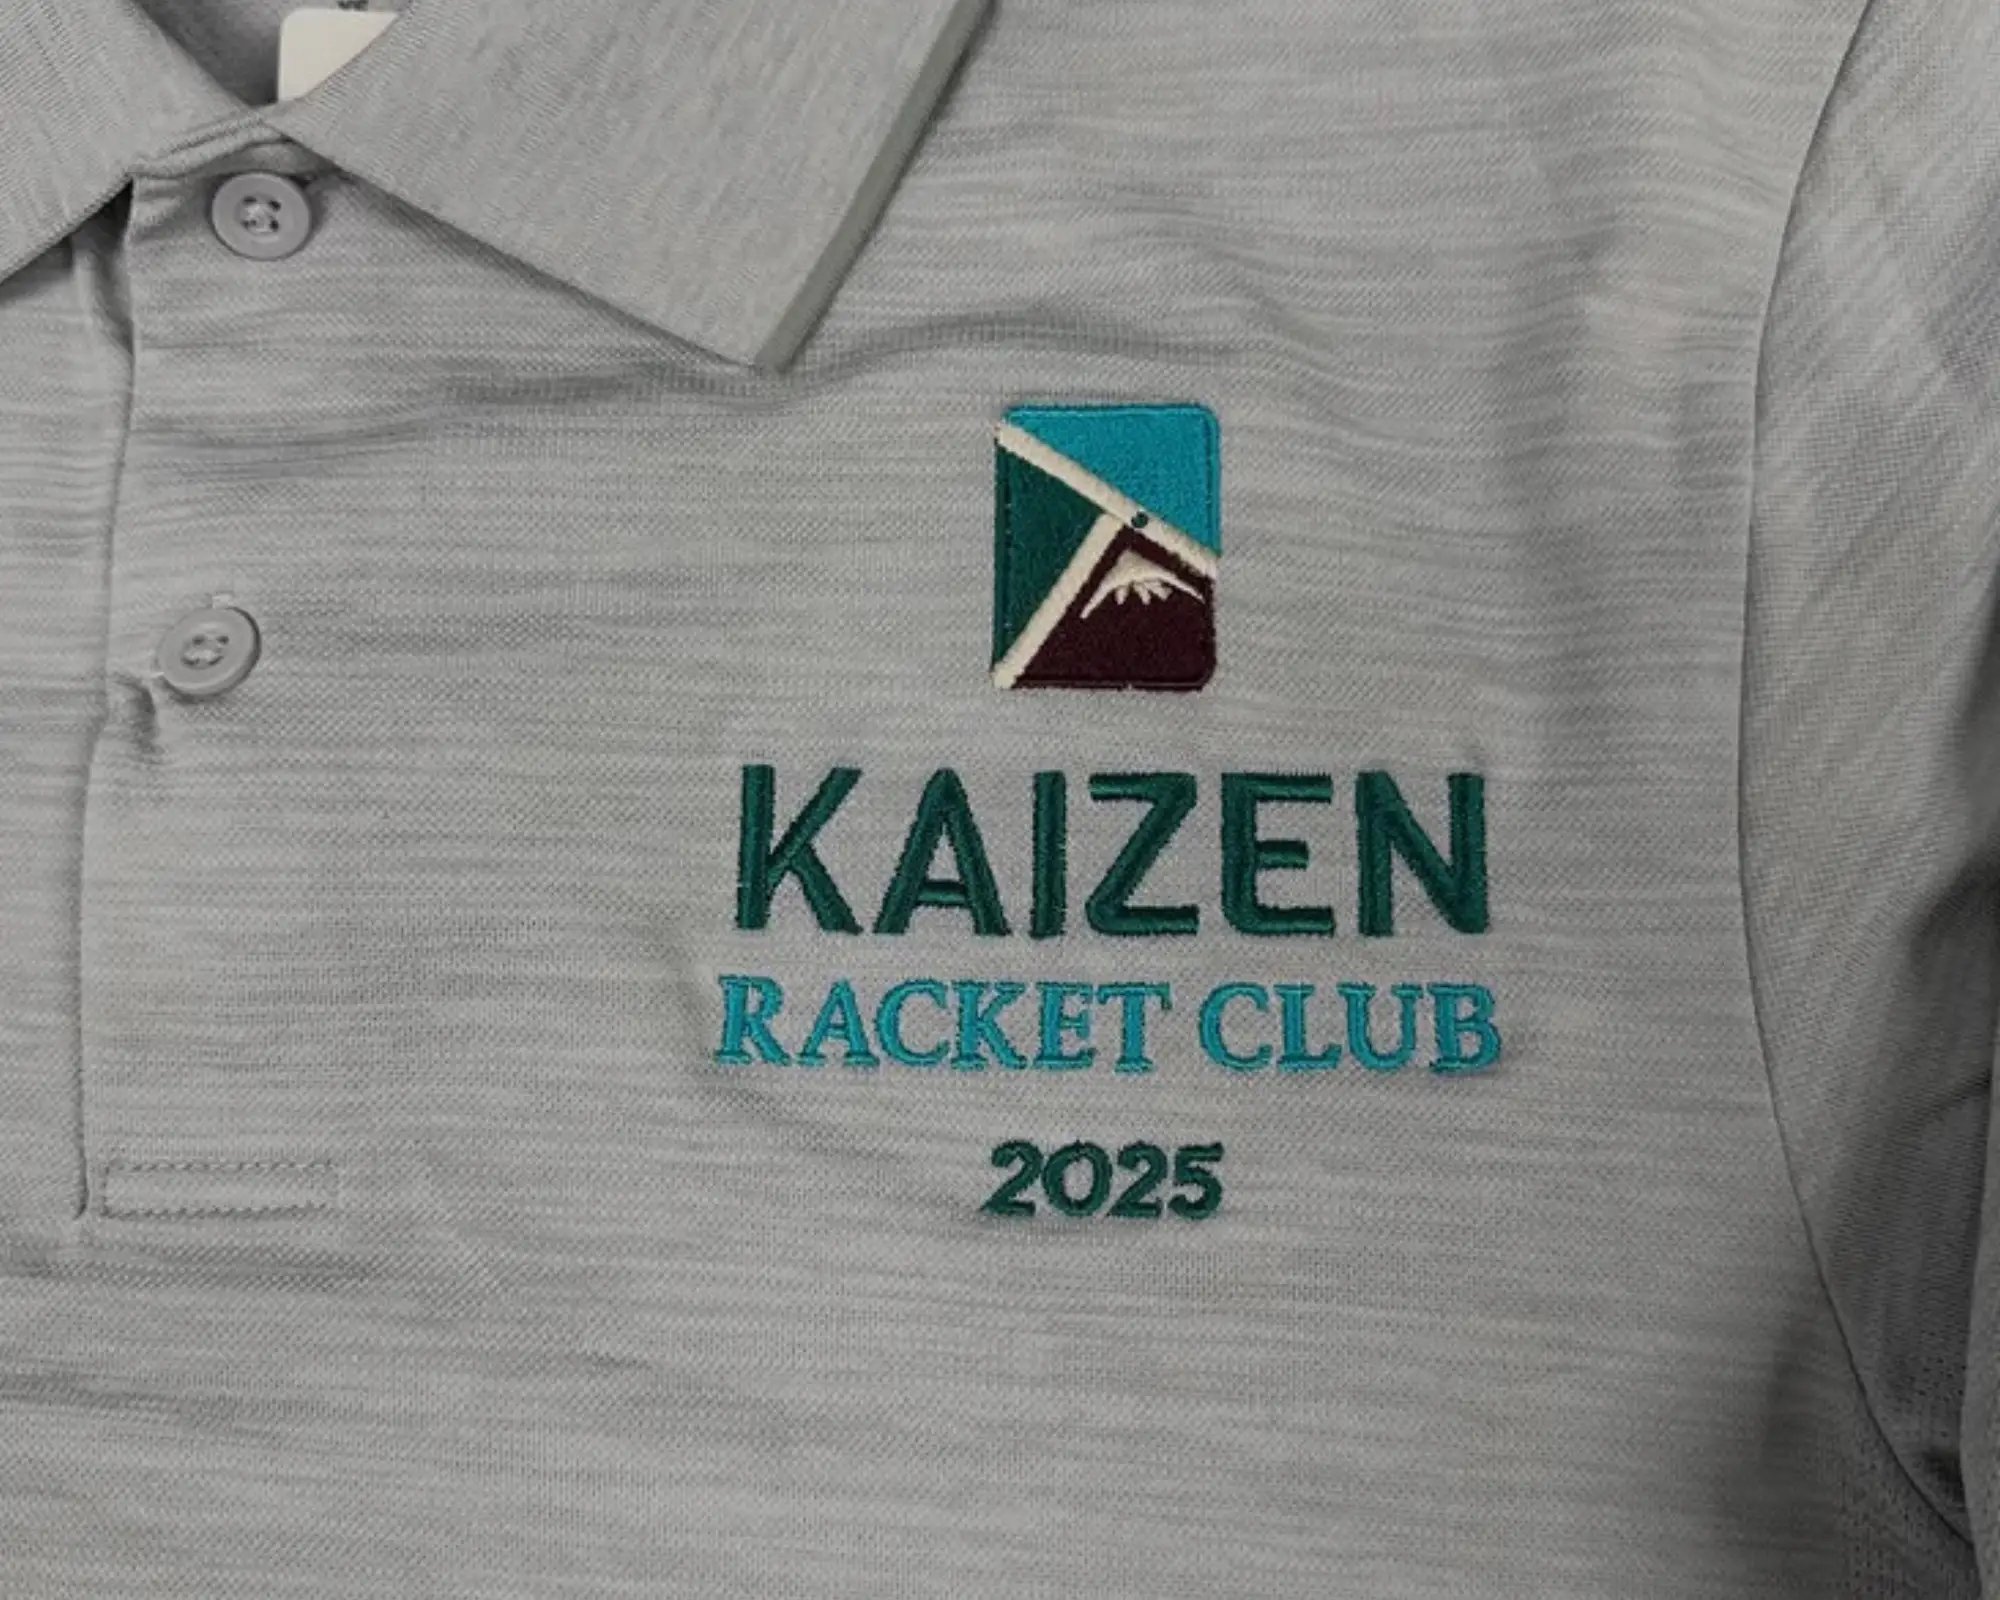 KAIZEN
RACKET CLUB
2025